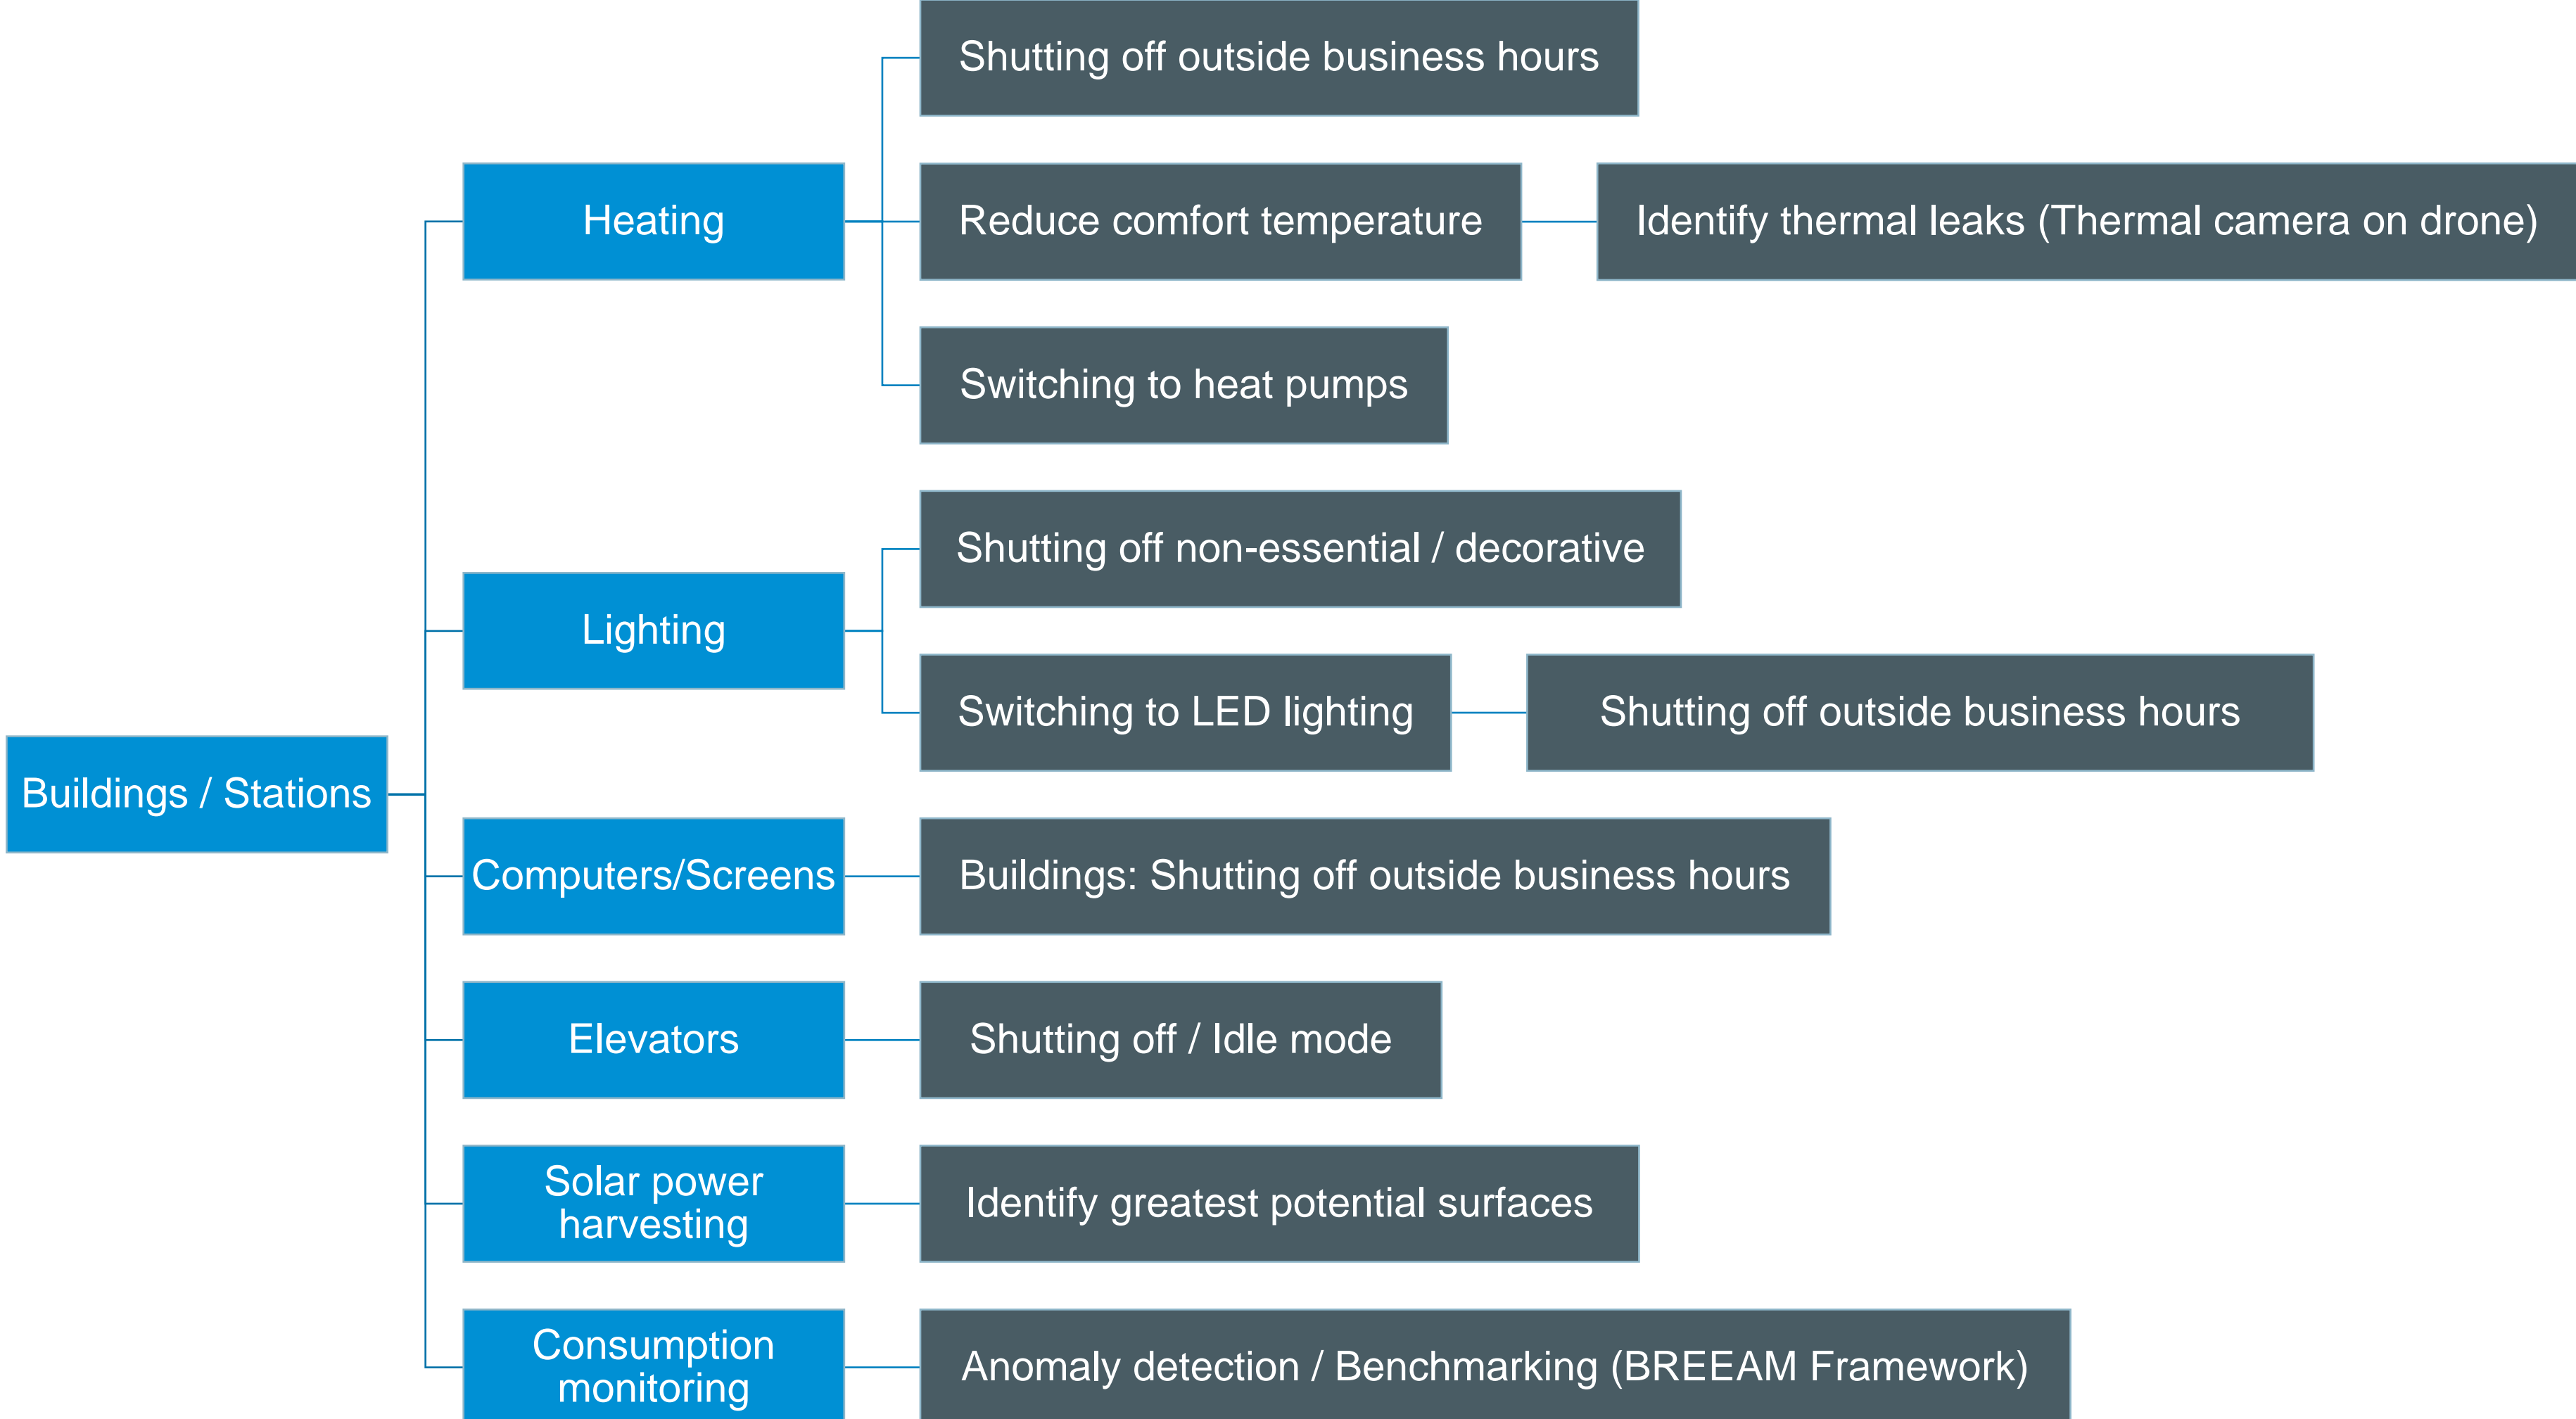 Buildings / Stations
Heating
Shutting off outside business hours
Reduce comfort temperature
Identify thermal leaks (Thermal camera on drone)
Switching to heat pumps
Lighting
Shutting off non-essential / decorative
Switching to LED lighting
Shutting off outside business hours
Computers/Screens
Buildings: Shutting off outside business hours
Elevators
Shutting off / Idle mode
Solar power
harvesting
Identify greatest potential surfaces
Consumption
monitoring
Anomaly detection / Benchmarking (BREEAM Framework)